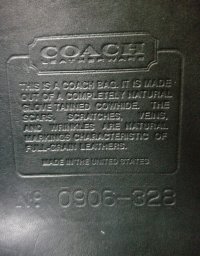 COACH
LEATHERWARE
THIS IS A COACH BAG. IT IS MADE
OUT OF A COMPLETELY NATURAL
GLOVE TANNED COWHIDE. THE
SCARS, SCRATCHES, VEINS,
AND WRINKLES ARE NATURAL
MARKINGS CHARACTERISTIC OF
FULL-GRAIN LEATHERS.
MADE IN THE UNITED STATES
No 0906-328